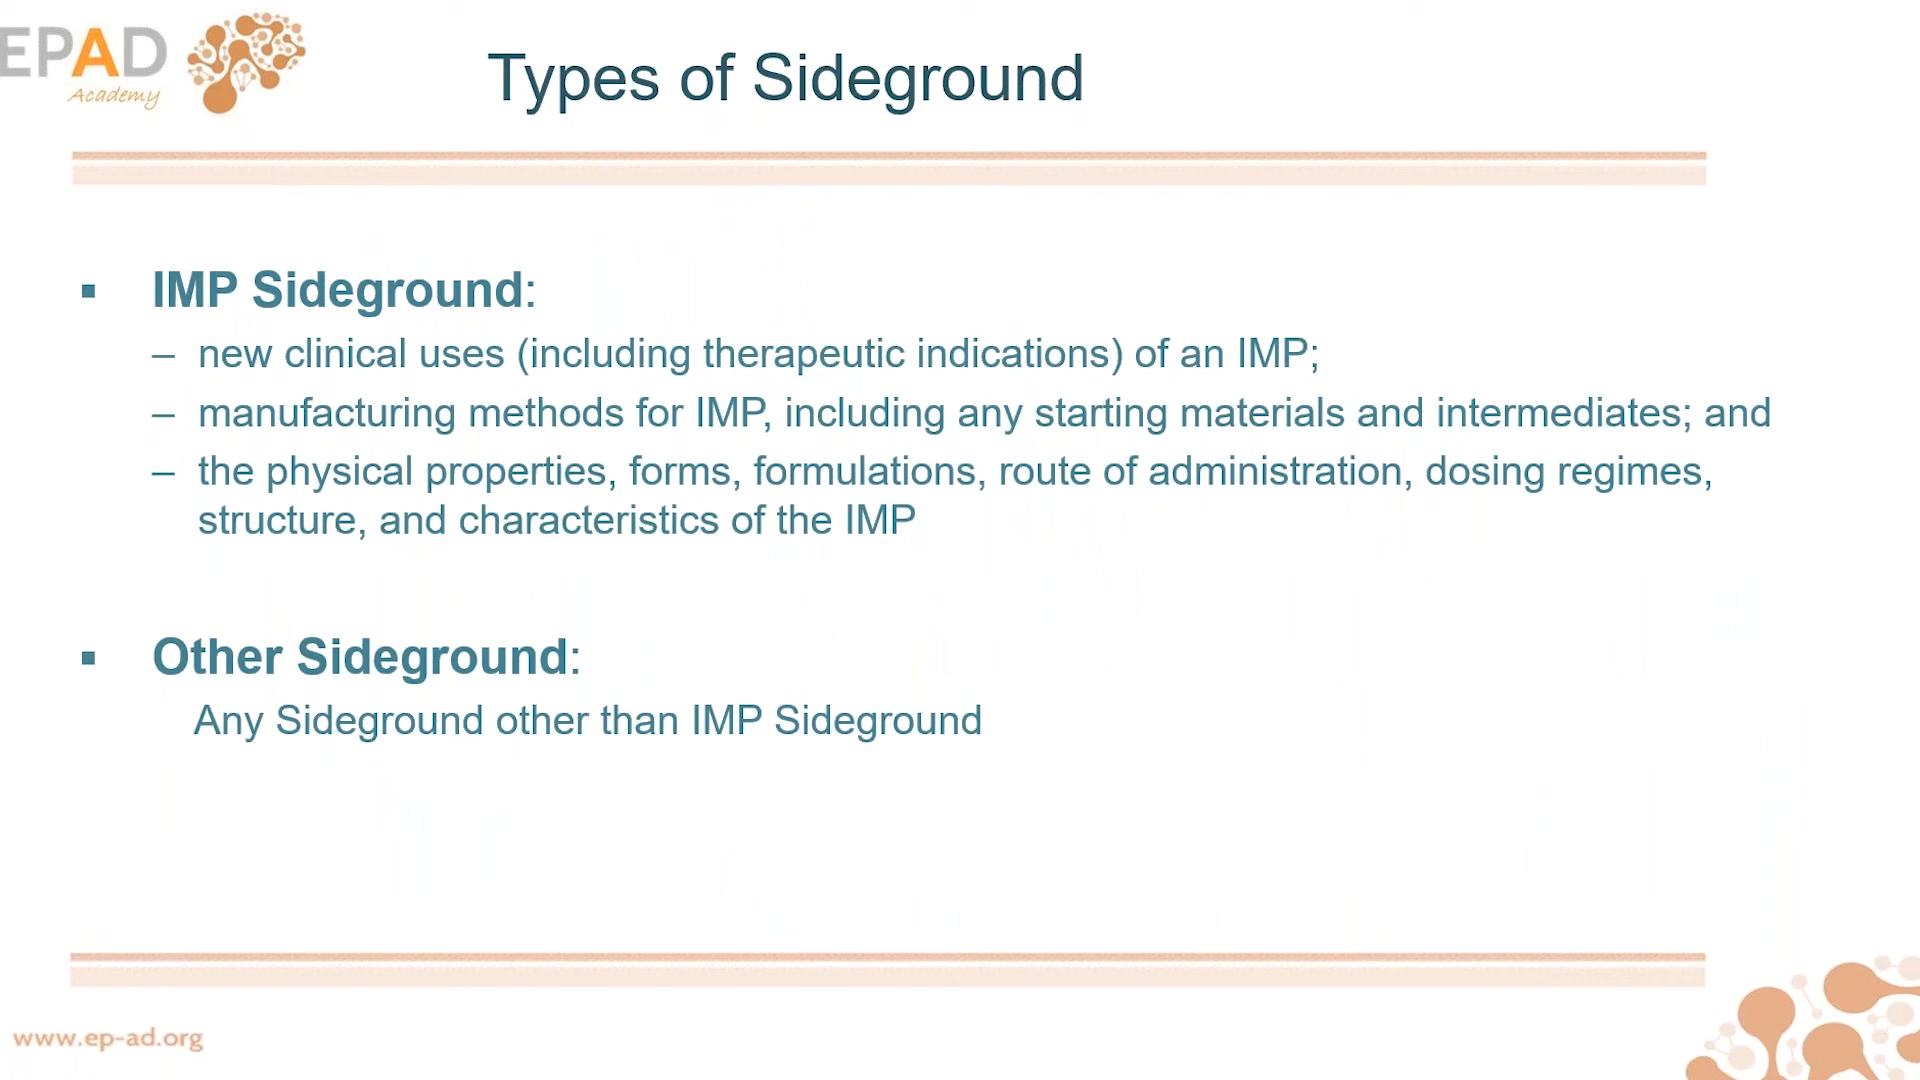 EPAD
Academy
Types of Sideground
▪ IMP Sideground:
– new clinical uses (including therapeutic indications) of an IMP;
– manufacturing methods for IMP, including any starting materials and intermediates; and
– the physical properties, forms, formulations, route of administration, dosing regimes,
structure, and characteristics of the IMP
▪ Other Sideground:
Any Sideground other than IMP Sideground
www.ep-ad.org